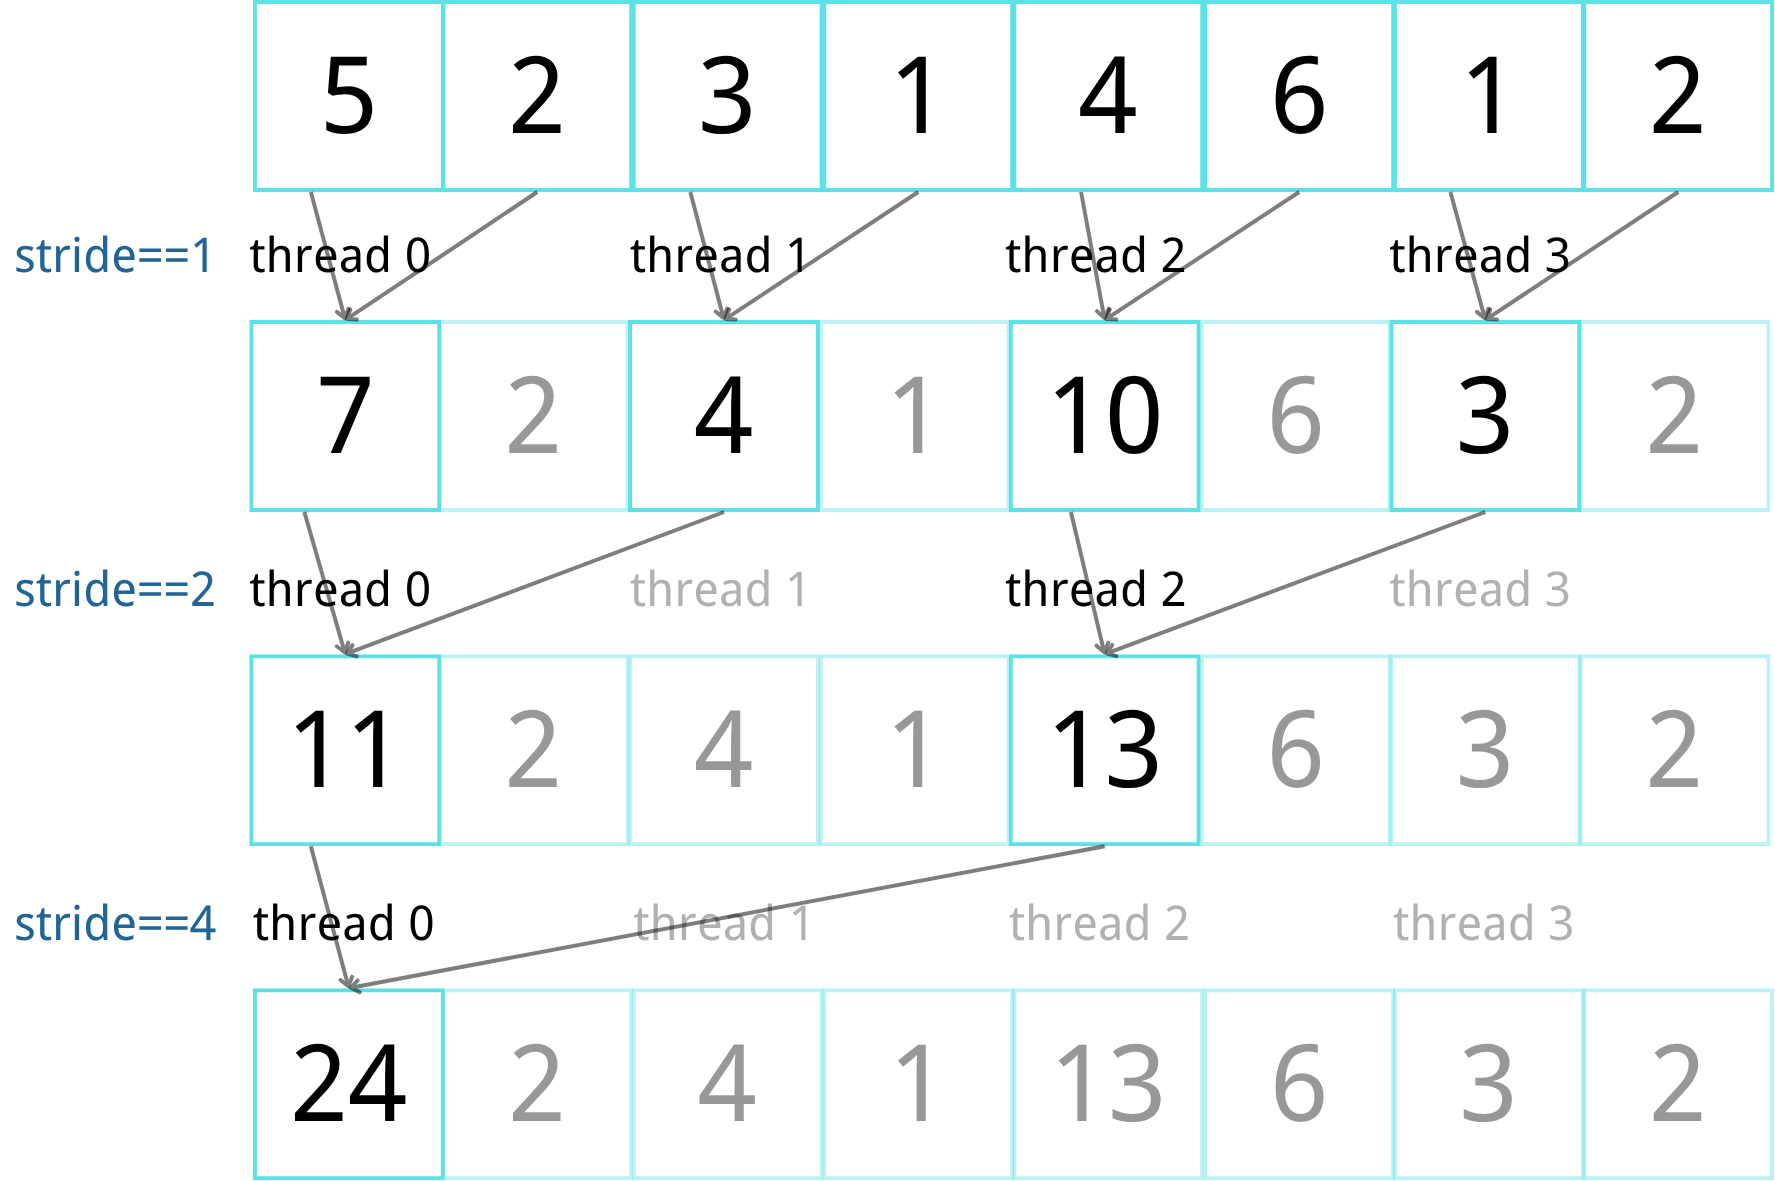 5 2 3 1 4 6 1 2
stride==1 thread 0 thread 1 thread 2 thread 3
7 2 4 1 10 6 3 2
stride==2 thread 0 thread 1 thread 2 thread 3
11 2 4 1 13 6 3 2
stride==4 thread 0 thread 1 thread 2 thread 3
24 2 4 1 13 6 3 2